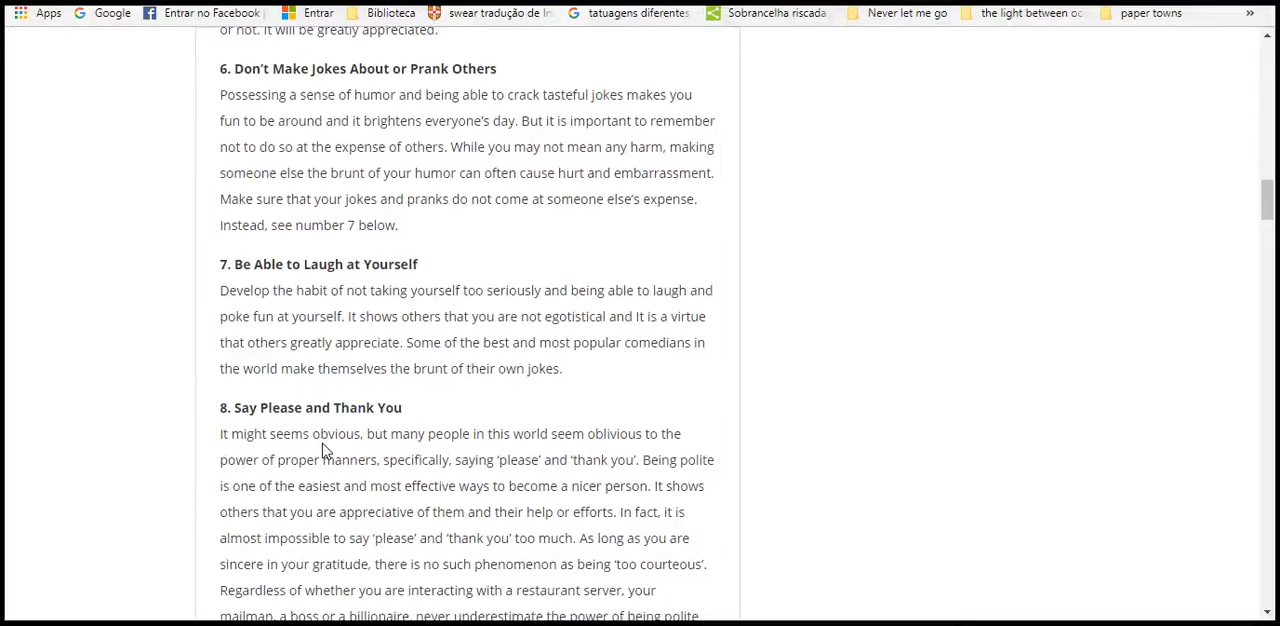 Apps Google Entrar no Facebook Entrar Biblioteca swear tradução de In tatuagens diferentes Sobrancelha riscada Never let me go the light between oc paper towns »
or not. It will be greatly appreciated.
6. Don’t Make Jokes About or Prank Others
Possessing a sense of humor and being able to crack tasteful jokes makes you
fun to be around and it brightens everyone’s day. But it is important to remember
not to do so at the expense of others. While you may not mean any harm, making
someone else the brunt of your humor can often cause hurt and embarrassment.
Make sure that your jokes and pranks do not come at someone else’s expense.
Instead, see number 7 below.
7. Be Able to Laugh at Yourself
Develop the habit of not taking yourself too seriously and being able to laugh and
poke fun at yourself. It shows others that you are not egotistical and It is a virtue
that others greatly appreciate. Some of the best and most popular comedians in
the world make themselves the brunt of their own jokes.
8. Say Please and Thank You
It might seems obvious, but many people in this world seem oblivious to the
power of proper manners, specifically, saying ‘please’ and ‘thank you’. Being polite
is one of the easiest and most effective ways to become a nicer person. It shows
others that you are appreciative of them and their help or efforts. In fact, it is
almost impossible to say ‘please’ and ‘thank you’ too much. As long as you are
sincere in your gratitude, there is no such phenomenon as being ‘too courteous’.
Regardless of whether you are interacting with a restaurant server, your
mailman, a boss or a billionaire, never underestimate the power of being polite